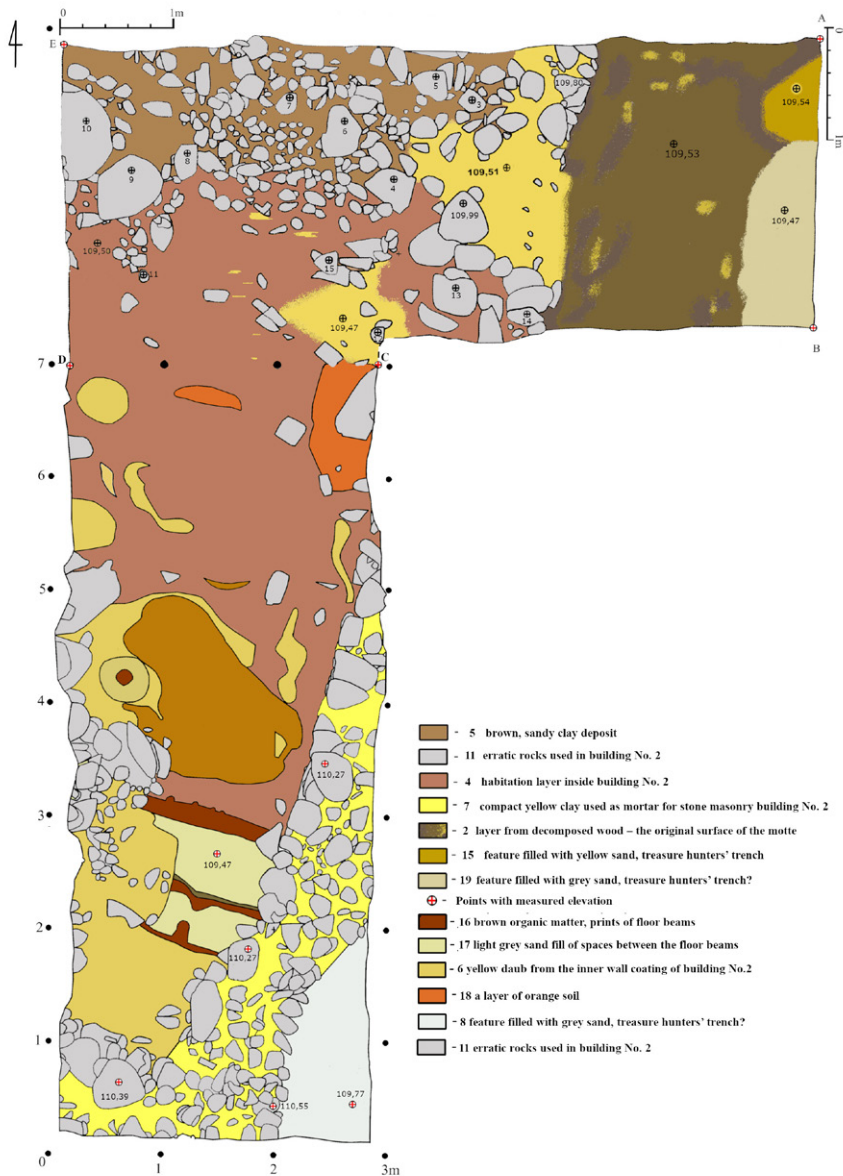 0 1m
E
A
0
1m
4
109,80
109,54
10
7
5
3
6
8
109,51
109,53
9
4
109,99
109,47
109,50
11
15
13
109,47
14
B
7 D C
6
5
4
110,27
3
109,47
2
110,27
1
110,39
110,55
109,77
0 1 2 3m
- 5 brown, sandy clay deposit
- 11 erratic rocks used in building No. 2
- 4 habitation layer inside building No. 2
- 7 compact yellow clay used as mortar for stone masonry building No. 2
- 2 layer from decomposed wood – the original surface of the motte
- 15 feature filled with yellow sand, treasure hunters' trench
- 19 feature filled with grey sand, treasure hunters' trench?
- Points with measured elevation
- 16 brown organic matter, prints of floor beams
- 17 light grey sand fill of spaces between the floor beams
- 6 yellow daub from the inner wall coating of building No.2
- 18 a layer of orange soil
- 8 feature filled with grey sand, treasure hunters' trench?
- 11 erratic rocks used in building No. 2